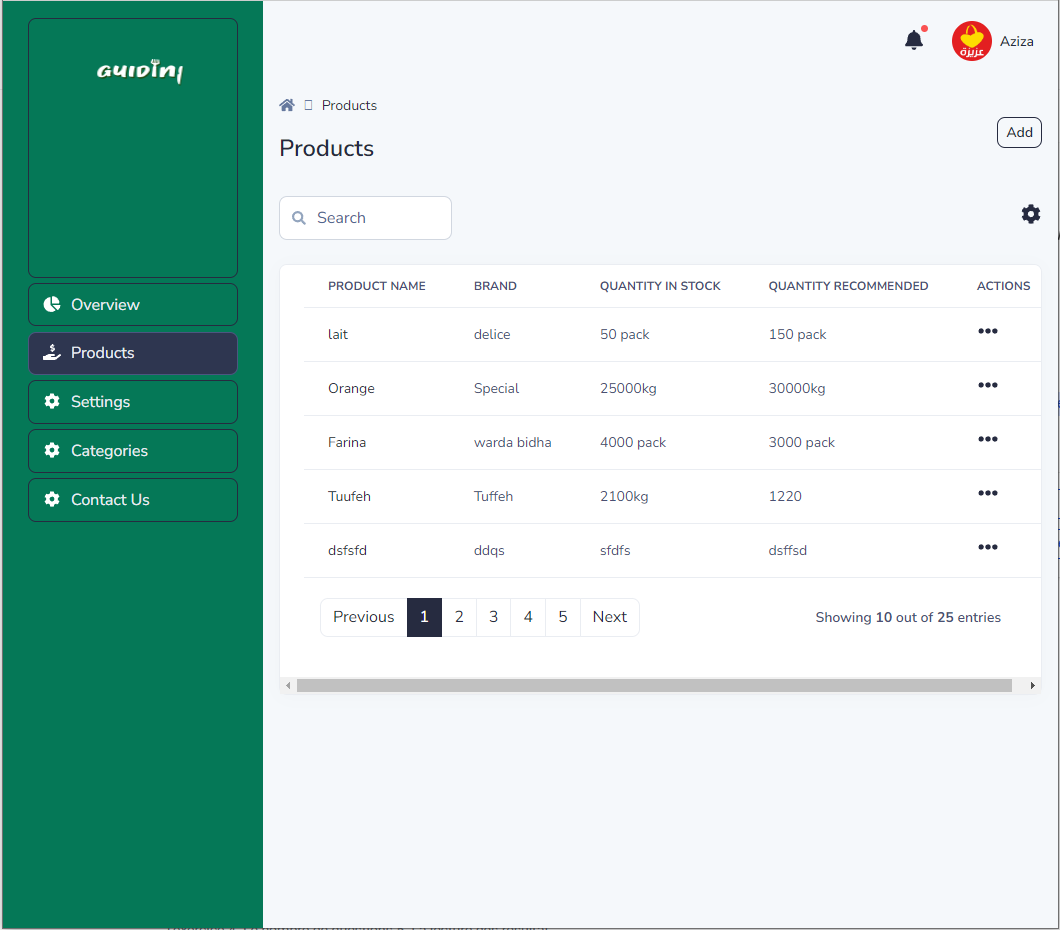 GUIDINI
عزيزة
Aziza
Products
Add
Products
Search
PRODUCT NAME BRAND QUANTITY IN STOCK QUANTITY RECOMMENDED ACTIONS
Overview
lait delice 50 pack 150 pack
Products
Orange Special 25000kg 30000kg
Settings
Farina warda bidha 4000 pack 3000 pack
Categories
Tuufeh Tuffeh 2100kg 1220
Contact Us
dsfsfd ddqs sfdfs dsffsd
Previous 1 2 3 4 5 Next Showing 10 out of 25 entries